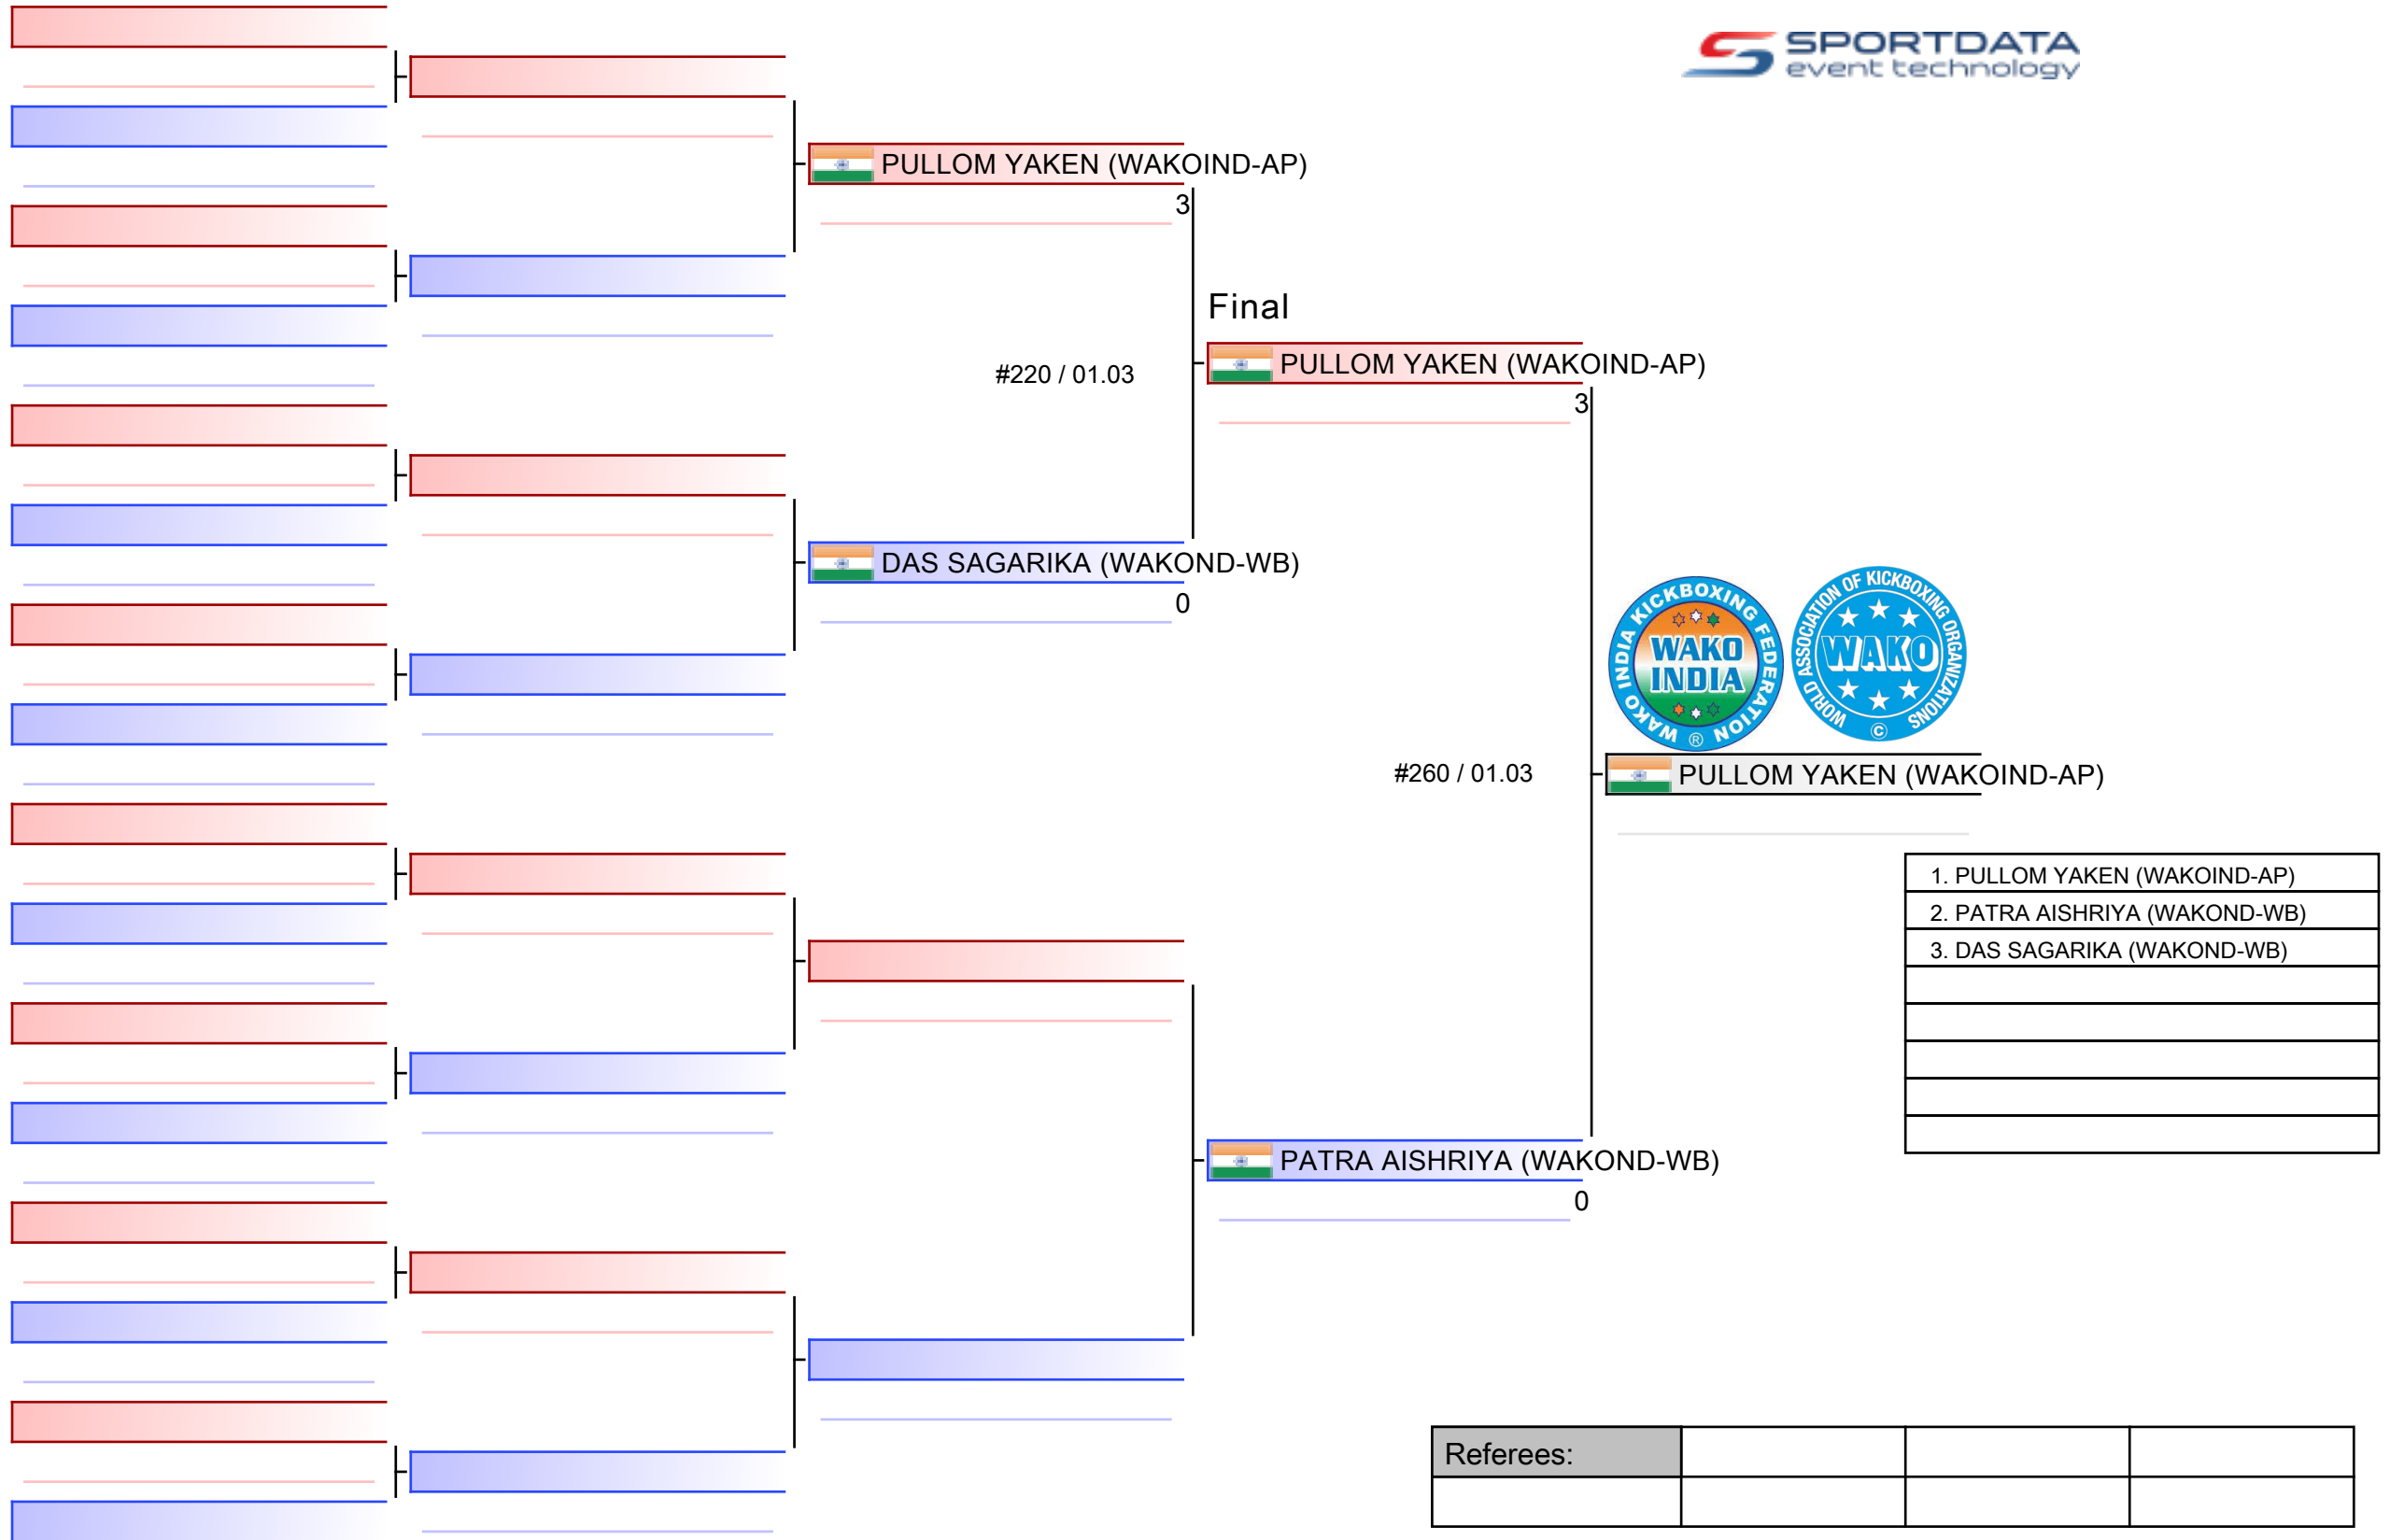 SPORTDATA
event technology
PULLOM YAKEN (WAKOIND-AP)
3
Final
#220 / 01.03
PULLOM YAKEN (WAKOIND-AP)
3
DAS SAGARIKA (WAKOND-WB)
0
WAKO INDIA KICKBOXING FEDERATION
WAKO
INDIA
®
WORLD ASSOCIATION OF KICKBOXING ORGANIZATIONS
WAKO
©
#260 / 01.03
PULLOM YAKEN (WAKOIND-AP)
1. PULLOM YAKEN (WAKOIND-AP)
2. PATRA AISHRIYA (WAKOND-WB)
3. DAS SAGARIKA (WAKOND-WB)
PATRA AISHRIYA (WAKOND-WB)
0
Referees: